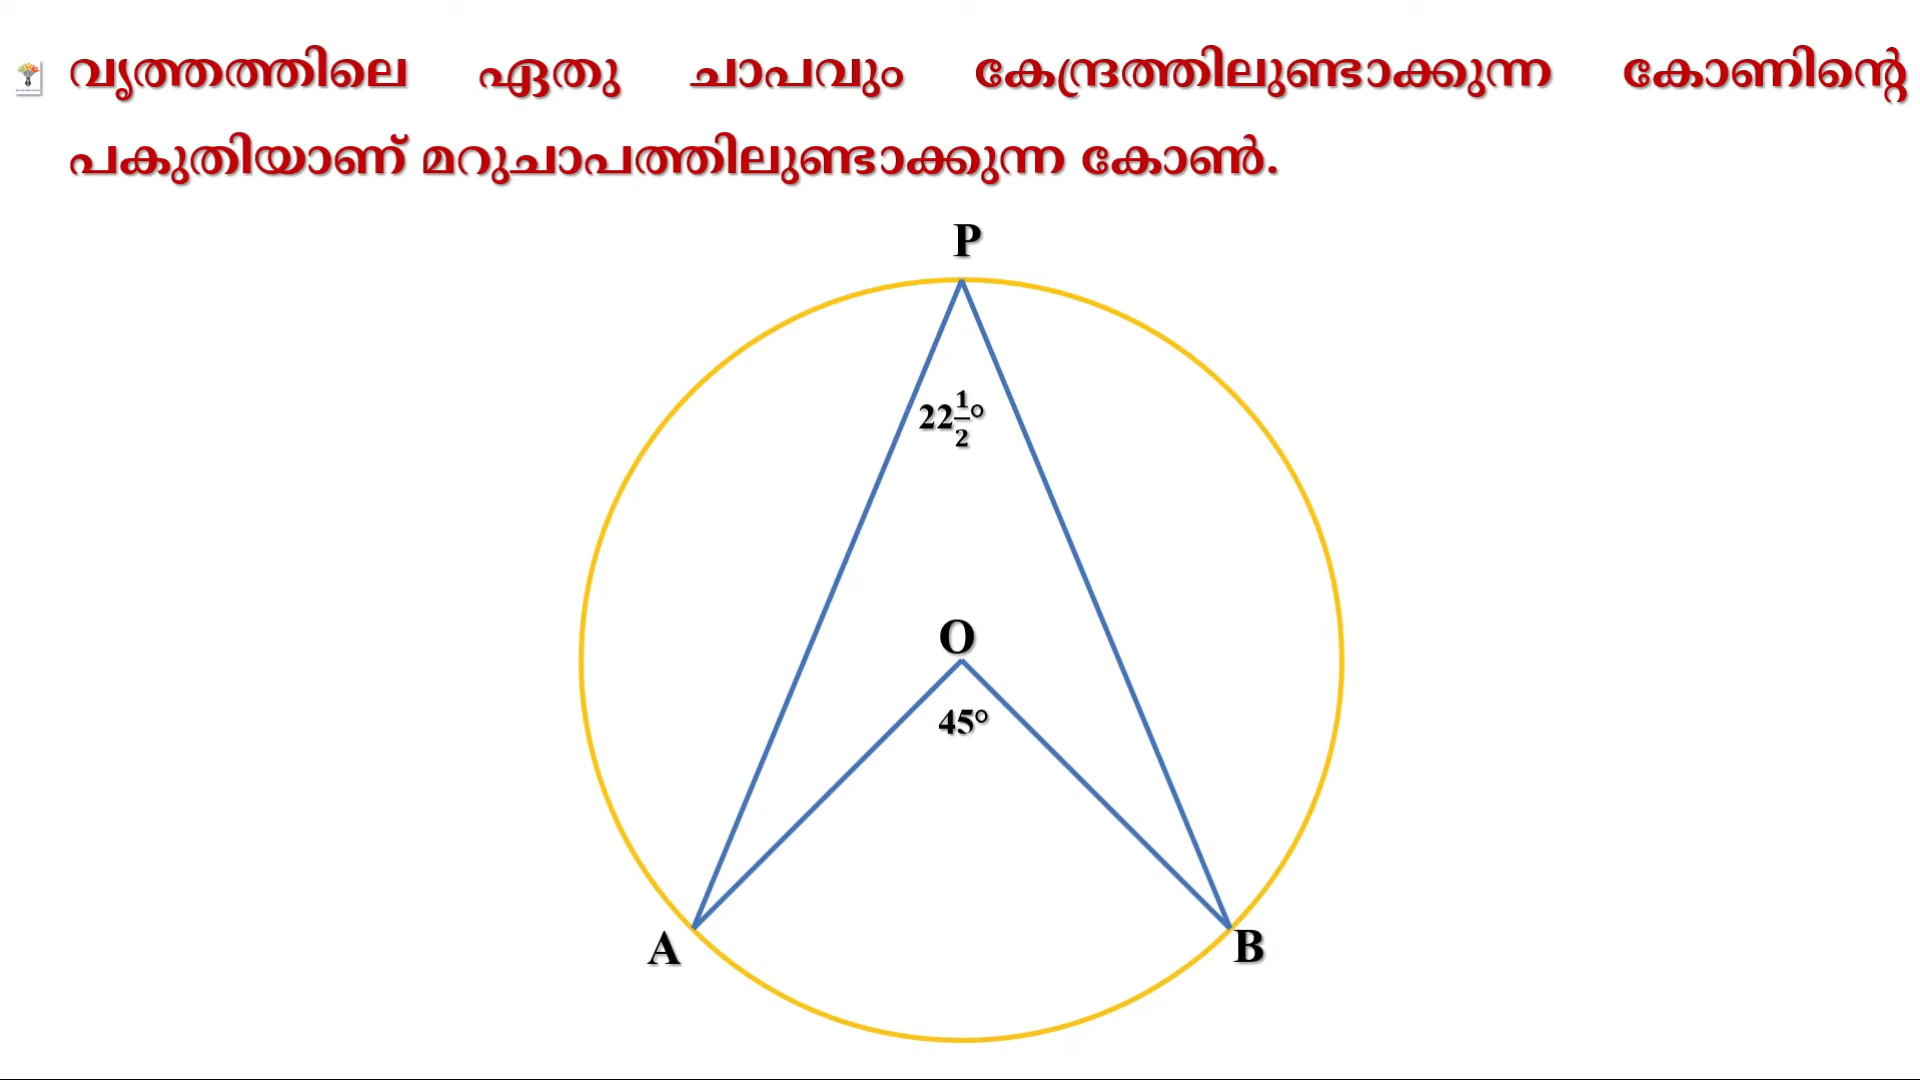 വൃത്തത്തിലെ ഏതു ചാപവും കേന്ദ്രത്തിലുണ്ടാക്കുന്ന കോണിന്റെ
പകുതിയാണ് മറുചാപത്തിലുണ്ടാക്കുന്ന കോൺ.
P
22½°
O
45°
A
B